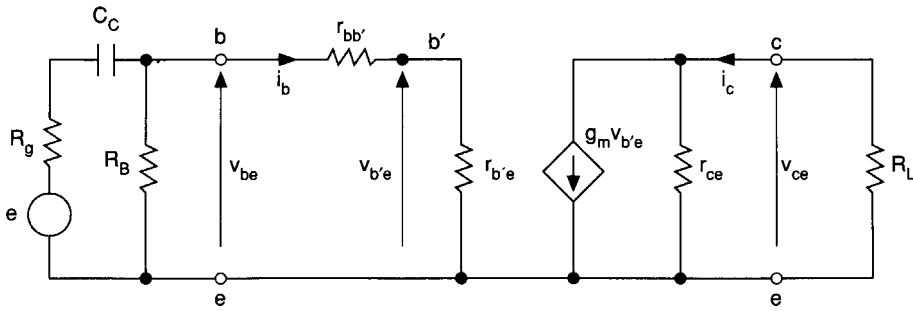 C_C
b
r_bb'
b'
c
i_b
i_c
R_g
R_B
v_be
v_b'e
r_b'e
g_m v_b'e
r_ce
v_ce
R_L
e
e
e